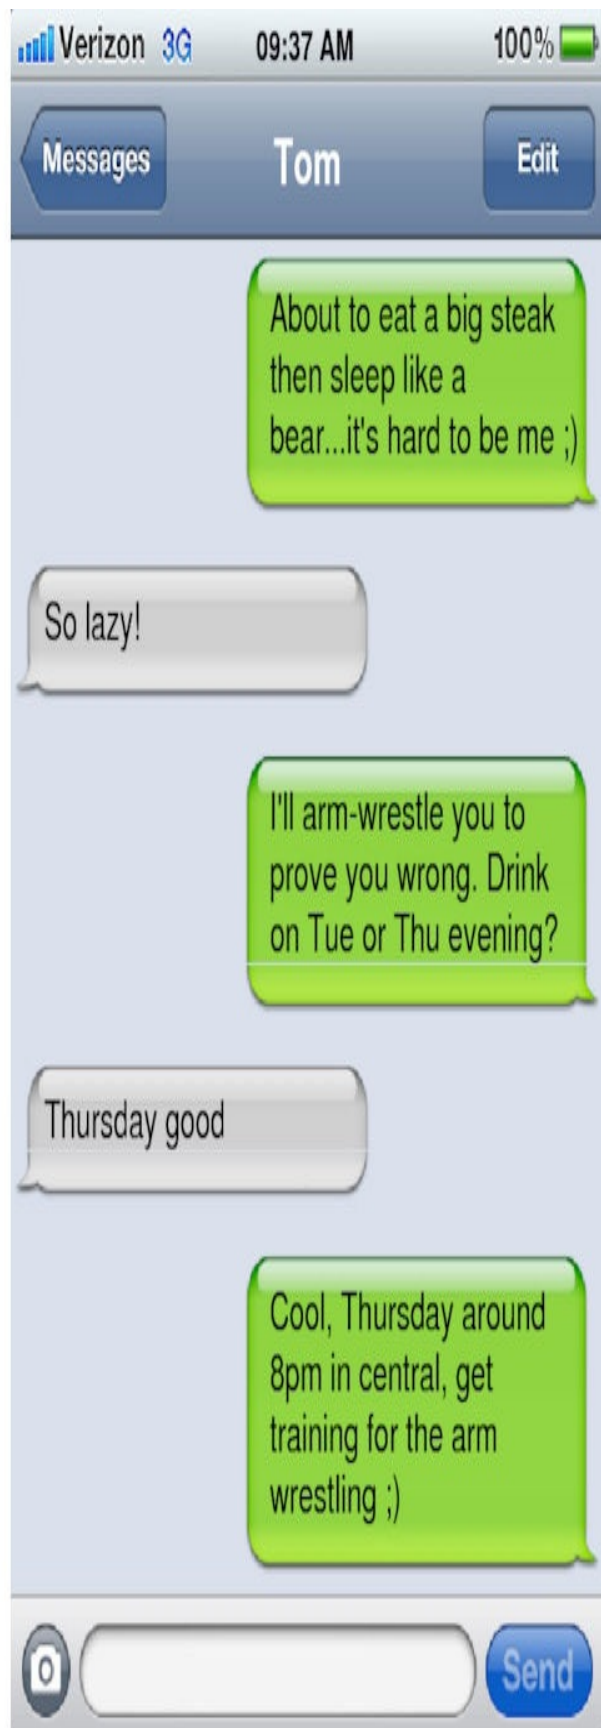 Verizon 3G 09:37 AM 100%
Messages Tom Edit
About to eat a big steak
then sleep like a
bear...it's hard to be me ;)
So lazy!
I'll arm-wrestle you to
prove you wrong. Drink
on Tue or Thu evening?
Thursday good
Cool, Thursday around
8pm in central, get
training for the arm
wrestling ;)
Send